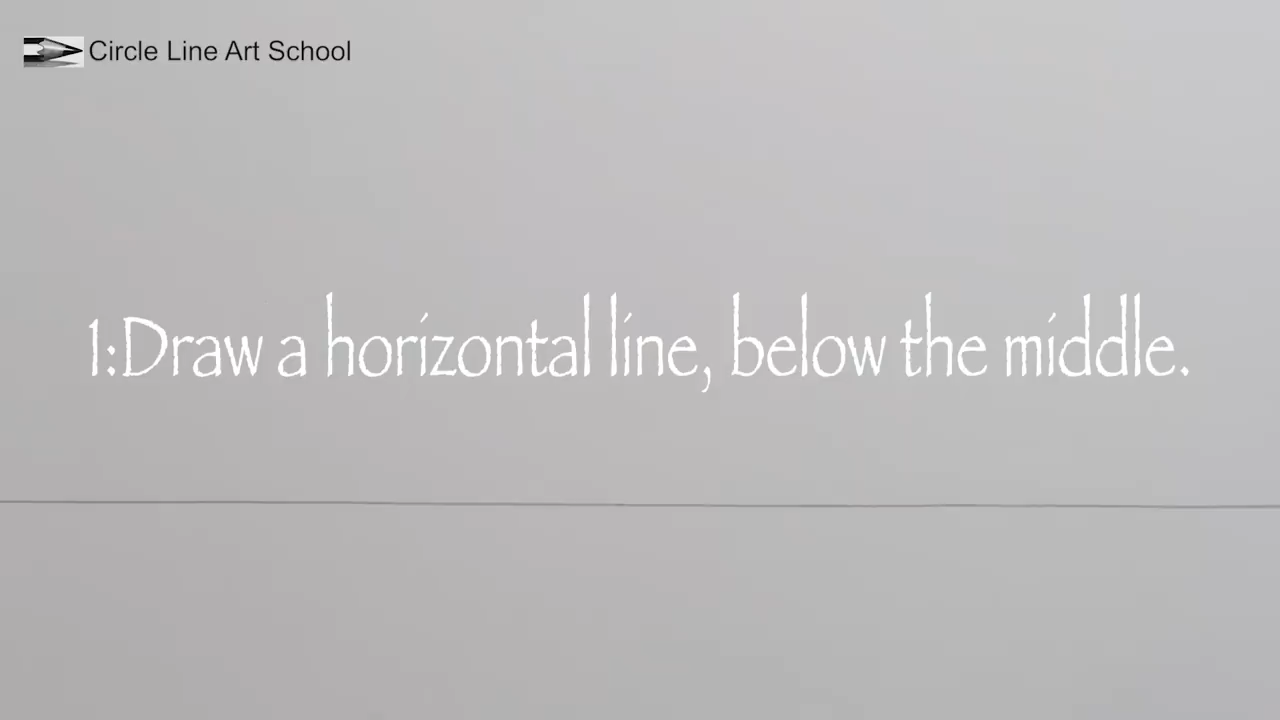 Circle Line Art School
1:Draw a horizontal line, below the middle.